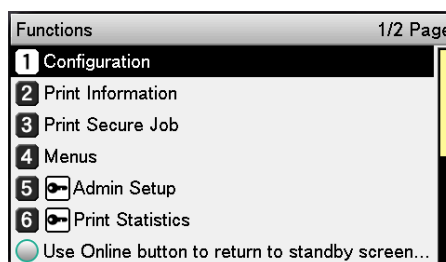 Functions 1/2 Page
1 Configuration
2 Print Information
3 Print Secure Job
4 Menus
5 Admin Setup
6 Print Statistics
Use Online button to return to standby screen...